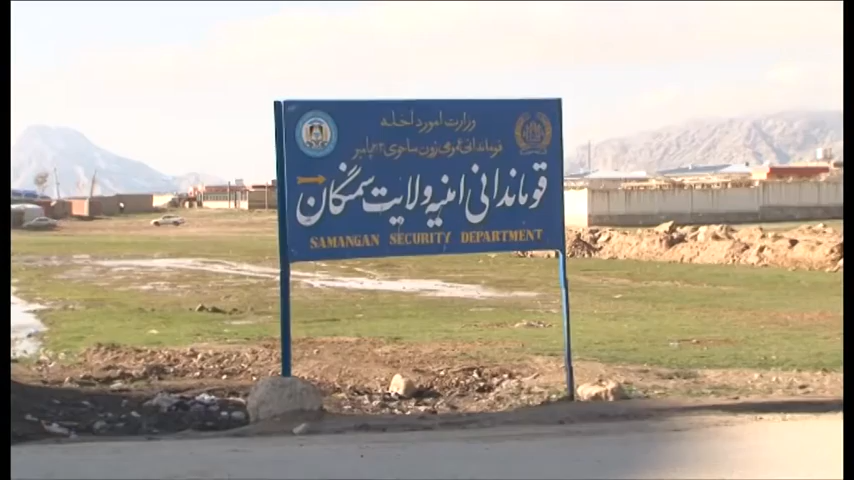 وزارت امور داخله
قوماندانی امنیه ولایت سمنگان
SAMANGAN SECURITY DEPARTMENT